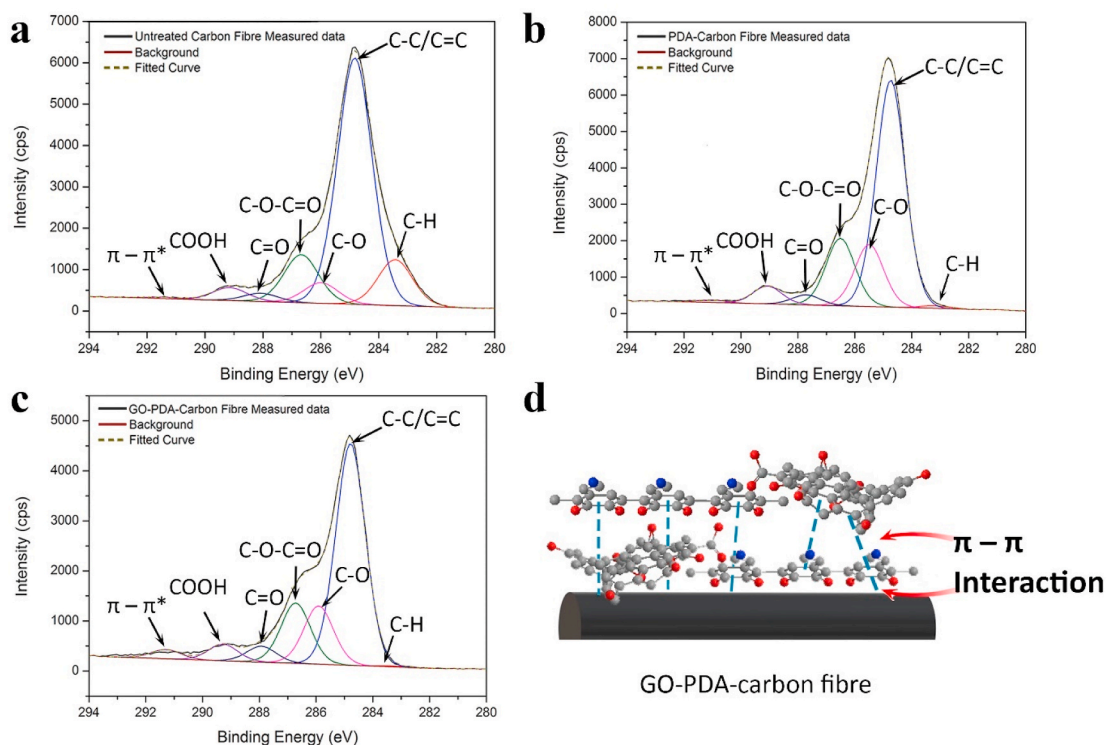 a
7000
6000
5000
4000
3000
2000
1000
0
Intensity (cps)
Untreated Carbon Fibre Measured data
Background
Fitted Curve
C-C/C=C
C-O-C=O
C-H
C-O
C=O
COOH
π – π*
294 292 290 288 286 284 282 280
Binding Energy (eV)
b
8000
7000
6000
5000
4000
3000
2000
1000
0
Intensity (cps)
PDA-Carbon Fibre Measured data
Background
Fitted Curve
C-C/C=C
C-O-C=O
C-O
COOH
C=O
C-H
π – π*
294 292 290 288 286 284 282 280
Binding Energy (eV)
c
5000
4000
3000
2000
1000
0
Intensity (cps)
GO-PDA-Carbon Fibre Measured data
Background
Fitted Curve
C-C/C=C
C-O-C=O
C-O
COOH
C=O
C-H
π – π*
294 292 290 288 286 284 282 280
Binding Energy (eV)
d
π – π
Interaction
GO-PDA-carbon fibre